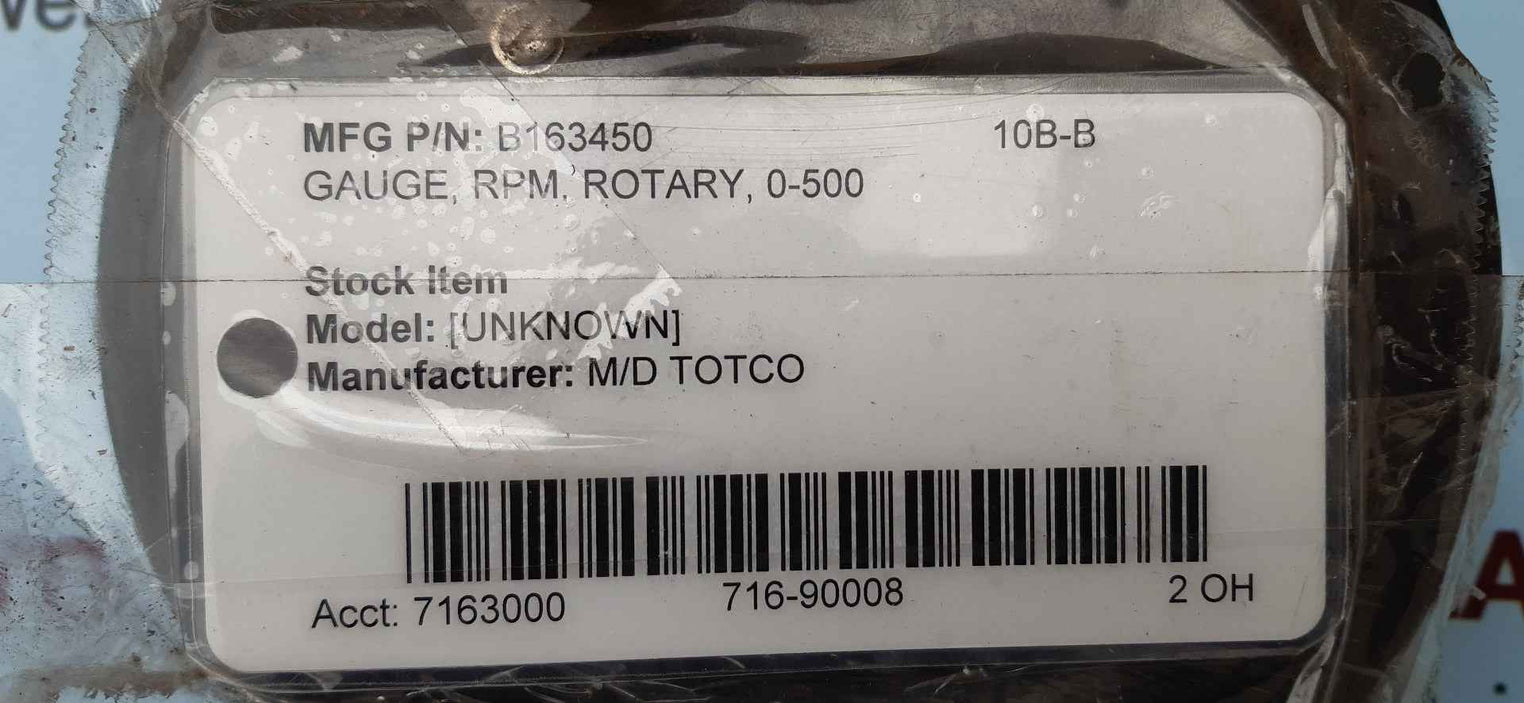 MFG P/N: B163450 10B-B
GAUGE, RPM, ROTARY, 0-500
Stock Item
Model: [UNKNOWN]
Manufacturer: M/D TOTCO
Acct: 7163000 716-90008 2 OH